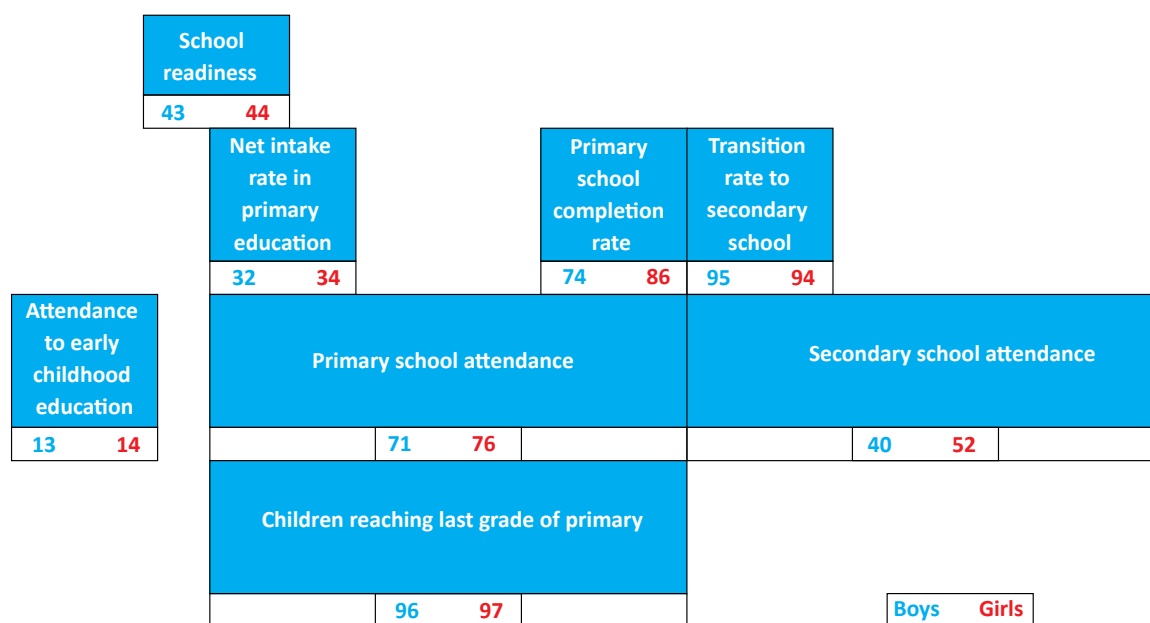 School
readiness
43 44
Net intake
rate in
primary
education
32 34
Primary
school
completion
rate
74 86
Transition
rate to
secondary
school
95 94
Attendance
to early
childhood
education
13 14
Primary school attendance
71 76
Secondary school attendance
40 52
Children reaching last grade of primary
96 97
Boys Girls